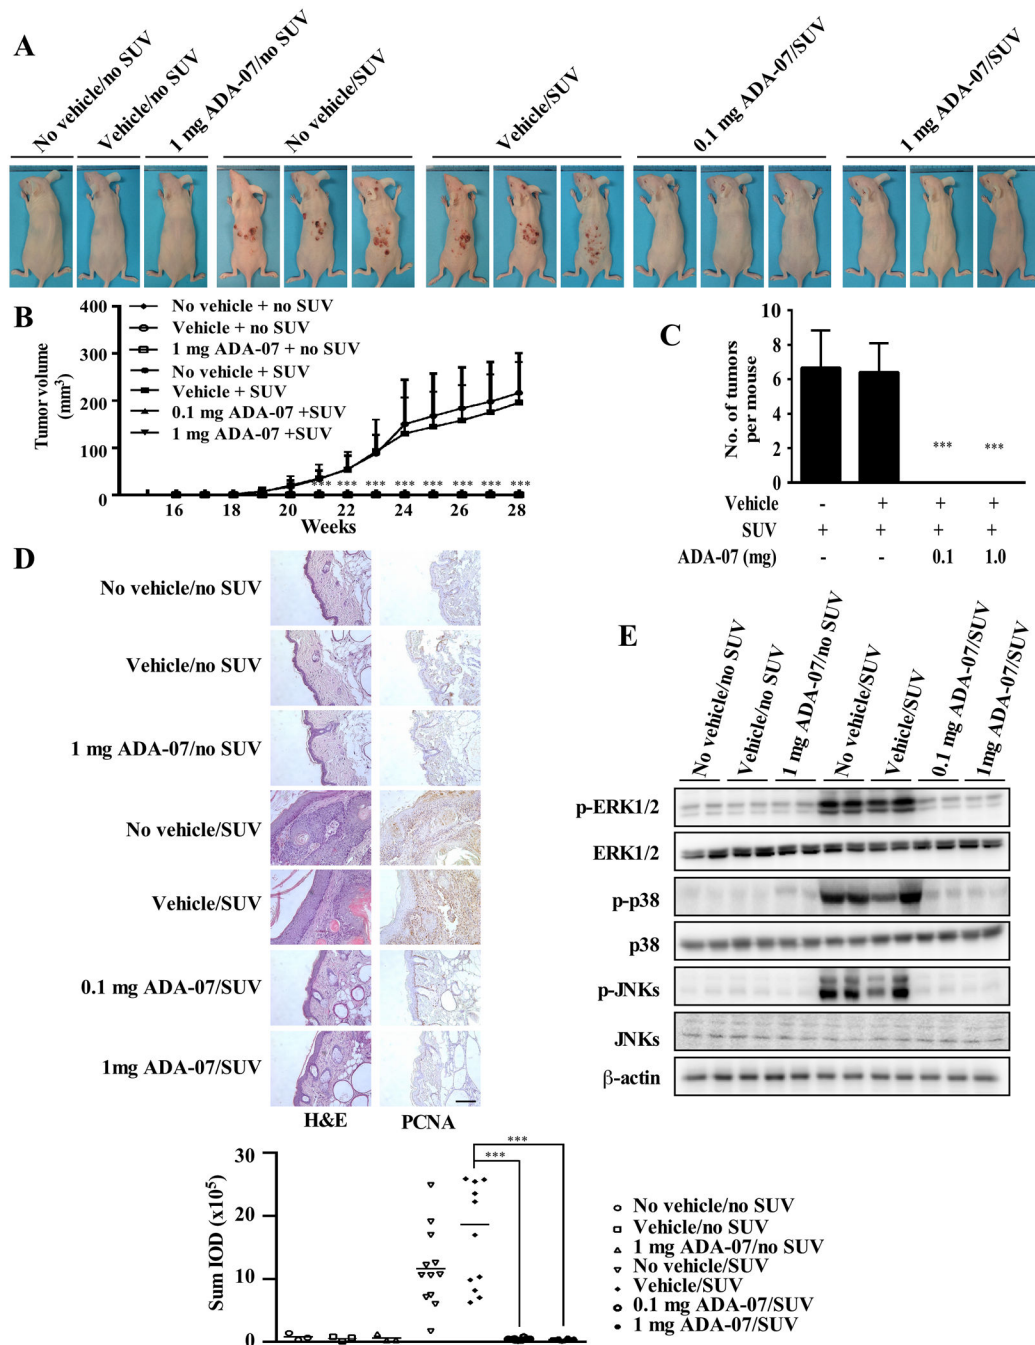 A
No vehicle/no SUV
Vehicle/no SUV
1 mg ADA-07/no SUV
No vehicle/SUV
Vehicle/SUV
0.1 mg ADA-07/SUV
1 mg ADA-07/SUV
B
Tumor volume
(mm³)
400
300
200
100
0
16 18 20 22 24 26 28
Weeks
No vehicle + no SUV
Vehicle + no SUV
1 mg ADA-07 + no SUV
No vehicle + SUV
Vehicle + SUV
0.1 mg ADA-07 +SUV
1 mg ADA-07 +SUV
*** *** *** *** *** *** *** ***
C
No. of tumors
per mouse
10
8
6
4
2
0
*** ***
Vehicle - + + +
SUV + + + +
ADA-07 (mg) - - 0.1 1.0
D
No vehicle/no SUV
Vehicle/no SUV
1 mg ADA-07/no SUV
No vehicle/SUV
Vehicle/SUV
0.1 mg ADA-07/SUV
1mg ADA-07/SUV
H&E PCNA
Sum IOD (x10⁵)
30
20
10
0
***
***
No vehicle/no SUV
Vehicle/no SUV
1 mg ADA-07/no SUV
No vehicle/SUV
Vehicle/SUV
0.1 mg ADA-07/SUV
1 mg ADA-07/SUV
E
No vehicle/no SUV
Vehicle/no SUV
1 mg ADA-07/no SUV
No vehicle/SUV
Vehicle/SUV
0.1 mg ADA-07/SUV
1mg ADA-07/SUV
p-ERK1/2
ERK1/2
p-p38
p38
p-JNKs
JNKs
β-actin